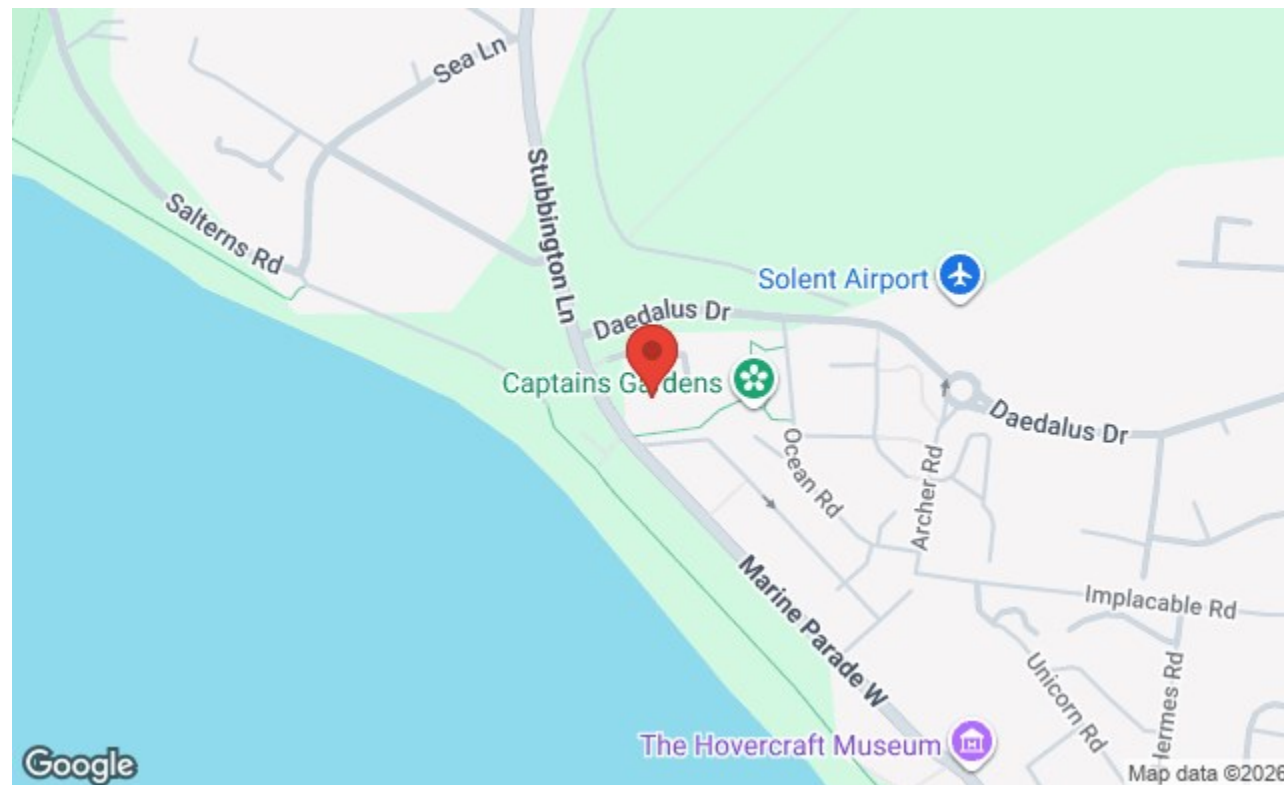 Sea Ln
Stubbington Ln
Salterns Rd
Solent Airport
Daedalus Dr
Captains Gardens
Daedalus Dr
Ocean Rd
Archer Rd
Marine Parade W
Implacable Rd
Unicorn Rd
Hermes Rd
The Hovercraft Museum
Google
Map data ©2026